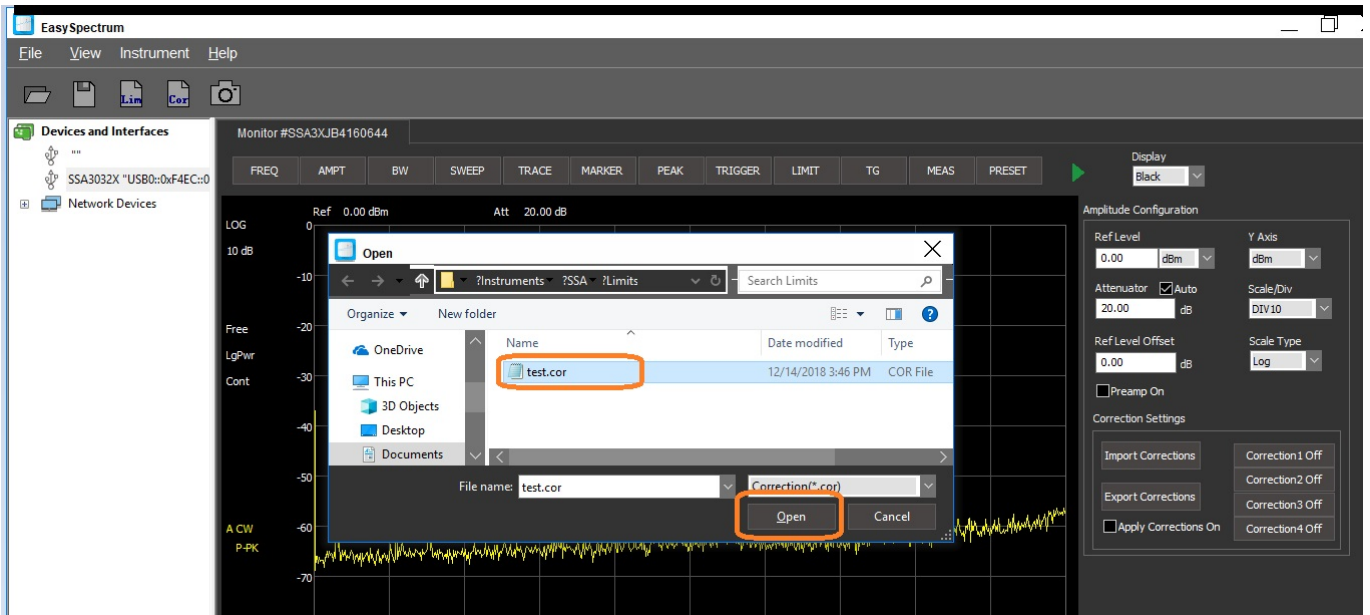 EasySpectrum
File View Instrument Help
Lim Cor
Devices and Interfaces
""
SSA3032X "USB0::0xF4EC::0
Network Devices
Monitor #SSA3XJB4160644
FREQ AMPT BW SWEEP TRACE MARKER PEAK TRIGGER LIMIT TG MEAS PRESET
Display
Black
Ref 0.00 dBm Att 20.00 dB
LOG
10 dB
Free
LgPwr
Cont
A CW
P-PK
0
-10
-20
-30
-40
-50
-60
-70
Open
?Instruments ?SSA ?Limits
Search Limits
Organize New folder
OneDrive
This PC
3D Objects
Desktop
Documents
Name Date modified Type
test.cor 12/14/2018 3:46 PM COR File
File name: test.cor Correction(*.cor)
Open Cancel
Amplitude Configuration
Ref Level Y Axis
0.00 dBm dBm
Attenuator Auto Scale/Div
20.00 dB DIV10
Ref Level Offset Scale Type
0.00 dB Log
Preamp On
Correction Settings
Import Corrections Correction1 Off
Correction2 Off
Export Corrections Correction3 Off
Apply Corrections On Correction4 Off